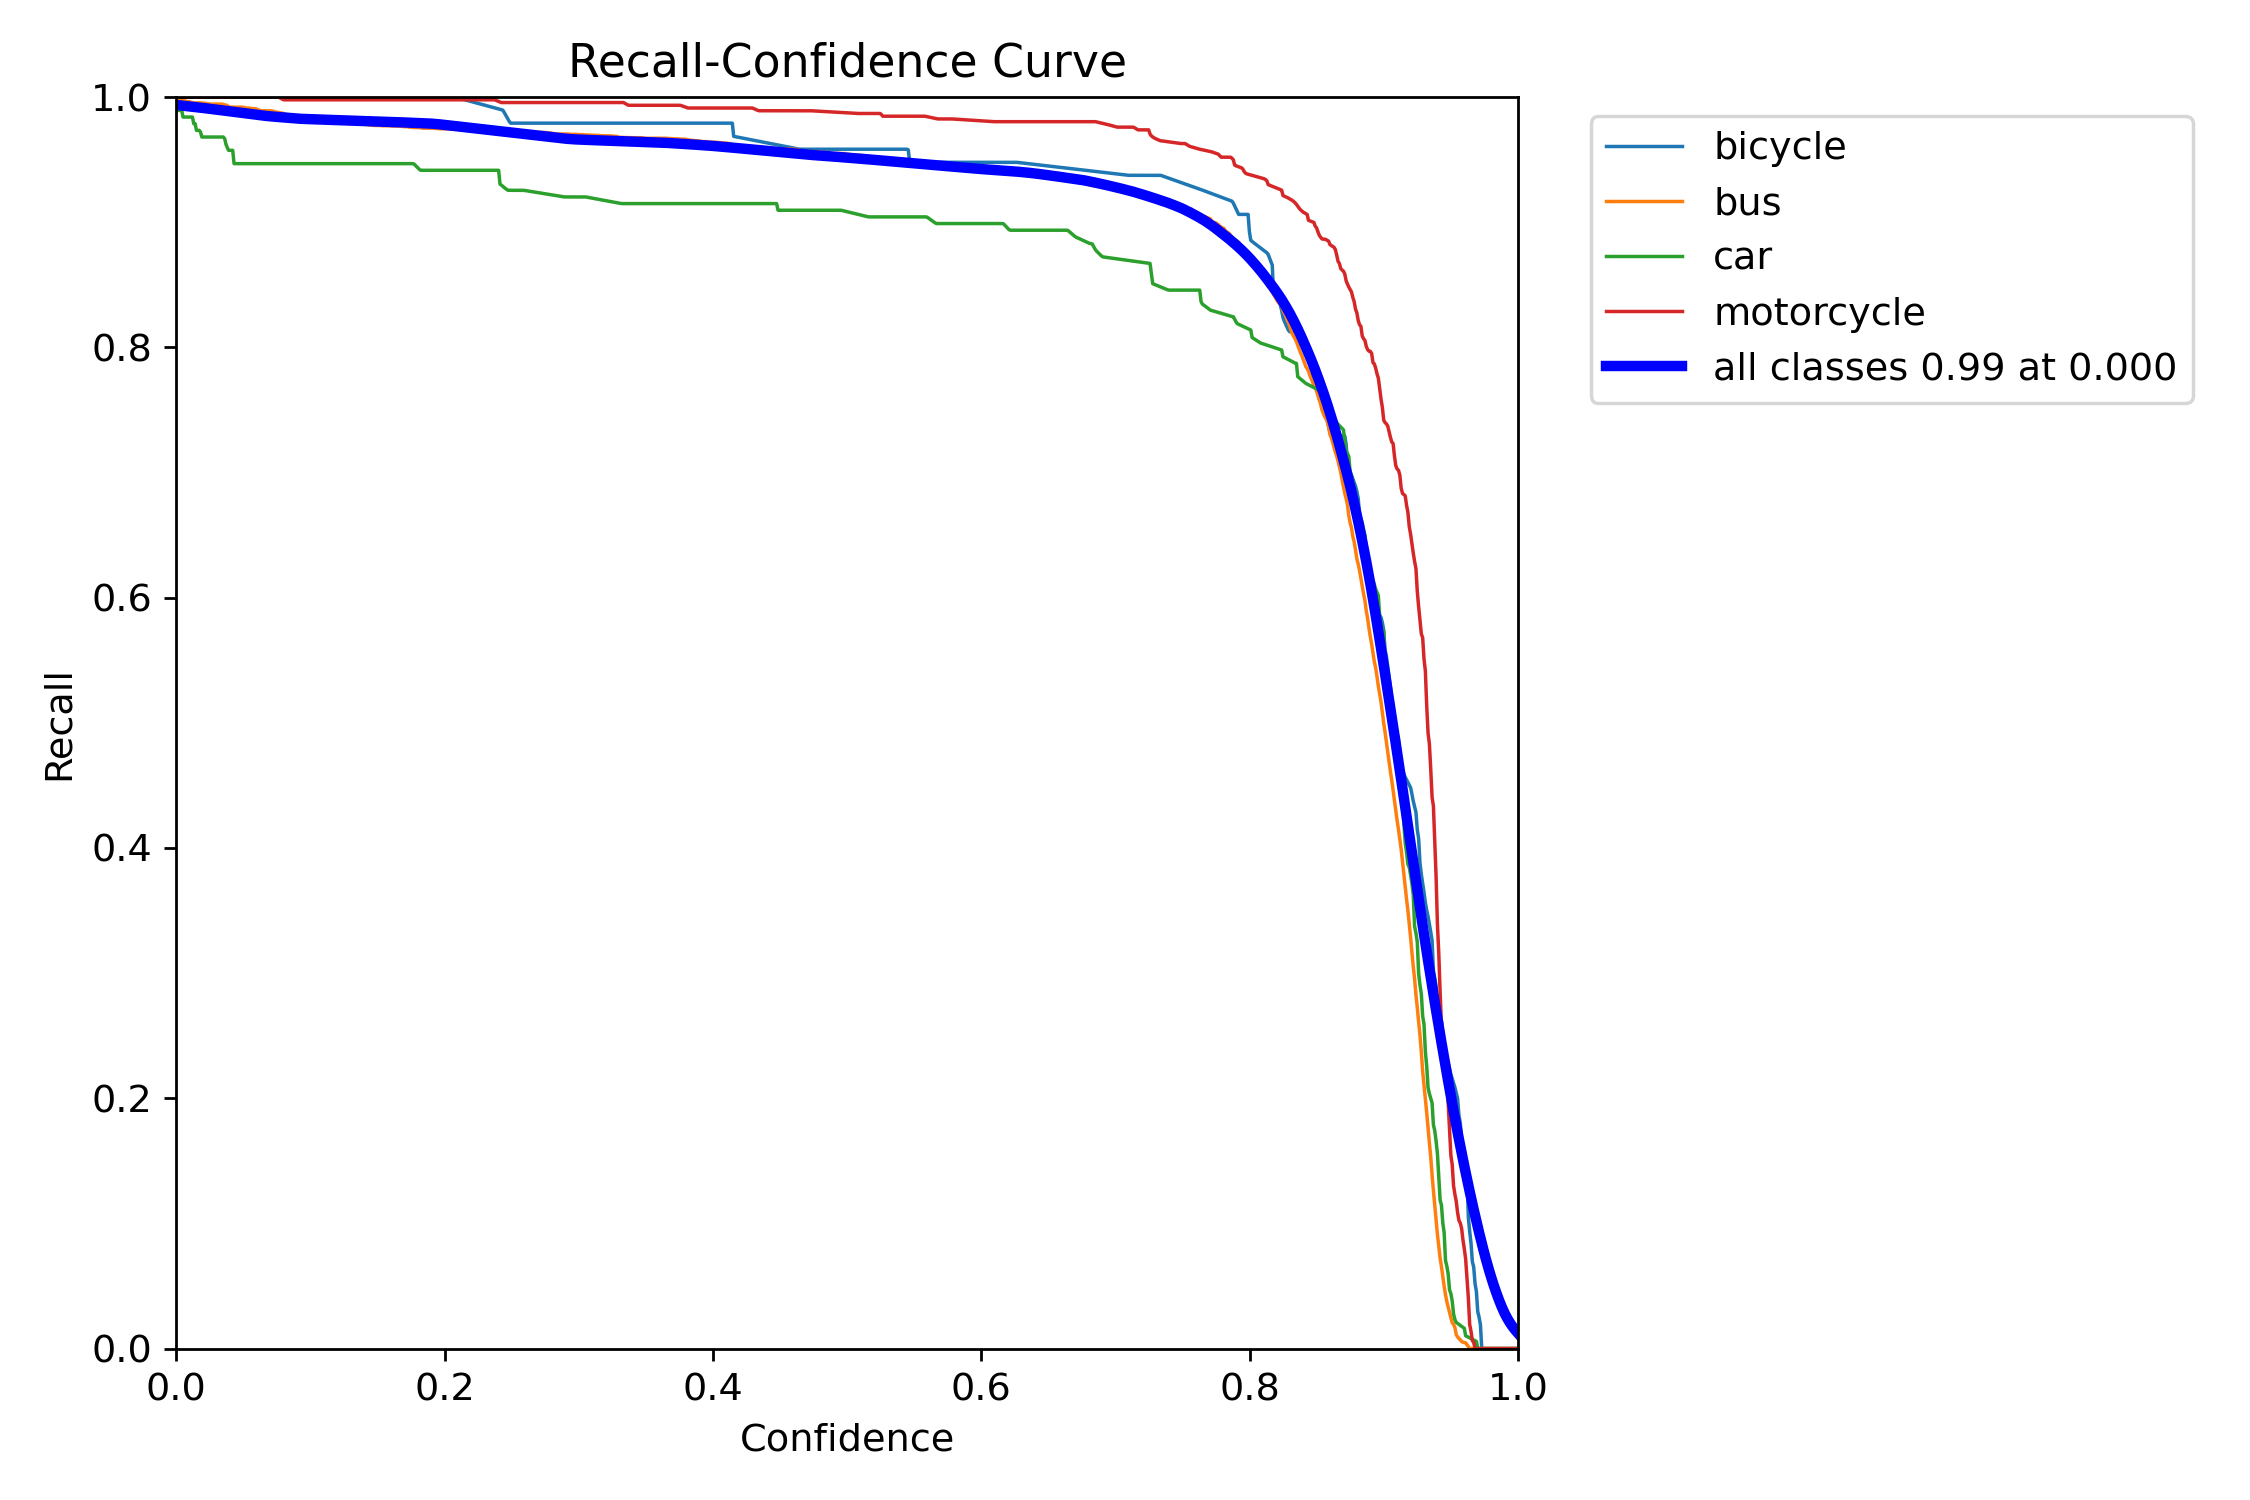 Recall-Confidence Curve
1.0
0.8
0.6
0.4
0.2
0.0
Recall
0.0 0.2 0.4 0.6 0.8 1.0
Confidence
bicycle
bus
car
motorcycle
all classes 0.99 at 0.000